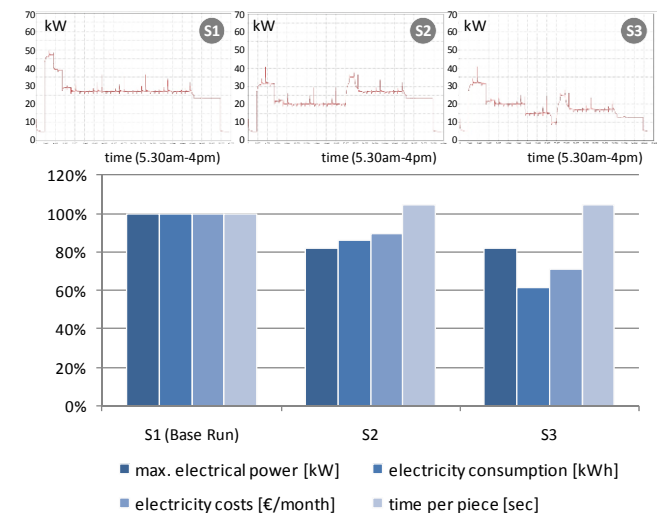 70 kW S1 70 kW S2 70 kW S3
60 60 60
50 50 50
40 40 40
30 30 30
20 20 20
10 10 10
0 0 0
time (5.30am-4pm) time (5.30am-4pm) time (5.30am-4pm)
120%
100%
80%
60%
40%
20%
0%
S1 (Base Run) S2 S3
max. electrical power [kW] electricity consumption [kWh]
electricity costs [€/month] time per piece [sec]